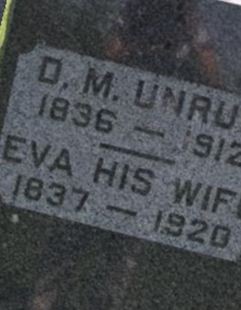 D. M. UNRU
1836 — 1912
EVA HIS WIF
1837 — 1920